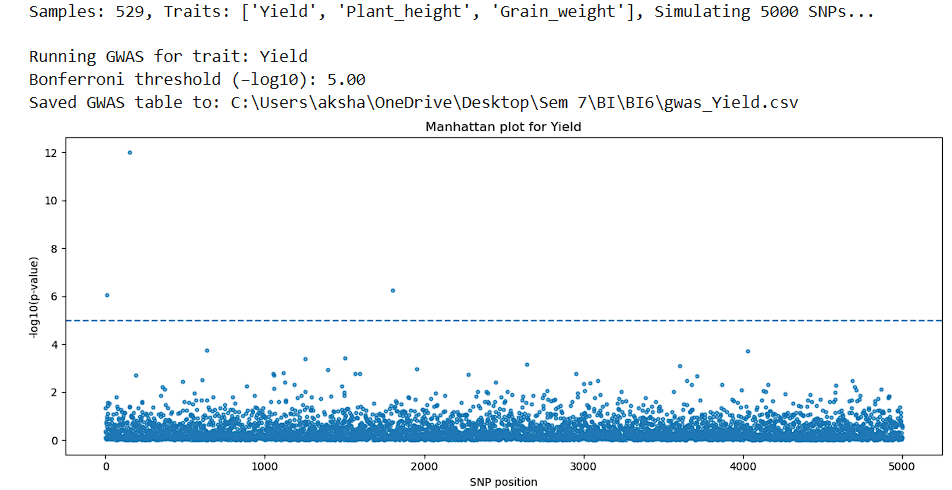 Samples: 529, Traits: ['Yield', 'Plant_height', 'Grain_weight'], Simulating 5000 SNPs...
Running GWAS for trait: Yield
Bonferroni threshold (−log10): 5.00
Saved GWAS table to: C:\Users\aksha\OneDrive\Desktop\Sem 7\BI\BI6\gwas_Yield.csv
Manhattan plot for Yield
12
10
8
6
4
2
0
-log10(p-value)
0 1000 2000 3000 4000 5000
SNP position